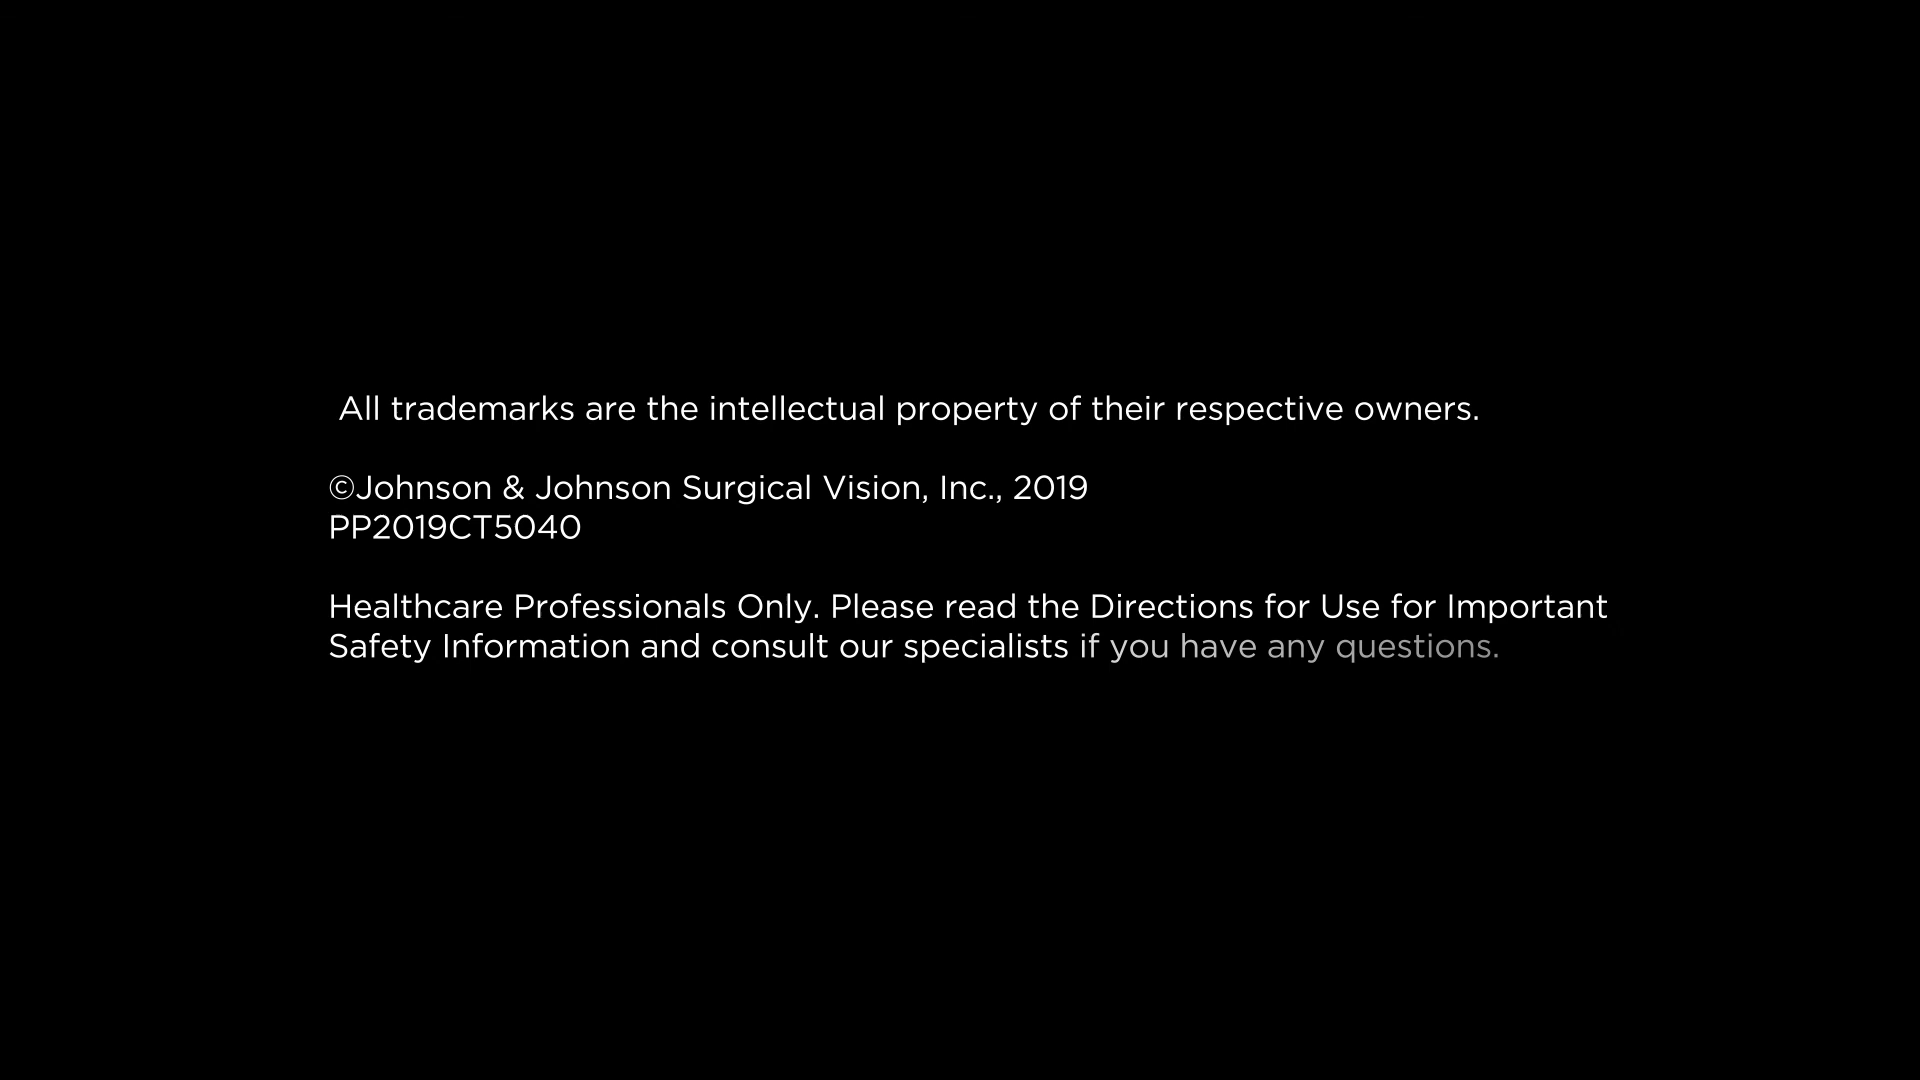 All trademarks are the intellectual property of their respective owners.
©Johnson & Johnson Surgical Vision, Inc., 2019
PP2019CT5040
Healthcare Professionals Only. Please read the Directions for Use for Important
Safety Information and consult our specialists if you have any questions.